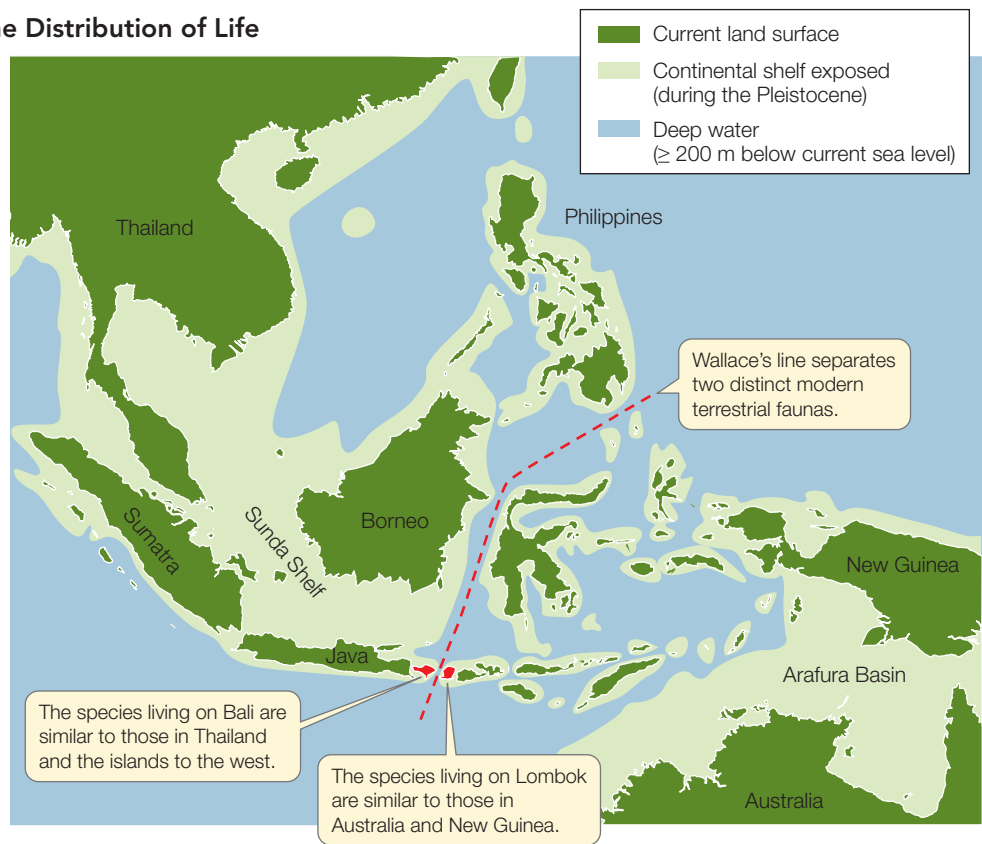 ne Distribution of Life
Current land surface
Continental shelf exposed
(during the Pleistocene)
Deep water
(≥ 200 m below current sea level)
Thailand
Philippines
Wallace's line separates
two distinct modern
terrestrial faunas.
Sumatra
Sunda Shelf
Borneo
New Guinea
Java
Arafura Basin
The species living on Bali are
similar to those in Thailand
and the islands to the west.
The species living on Lombok
are similar to those in
Australia and New Guinea.
Australia